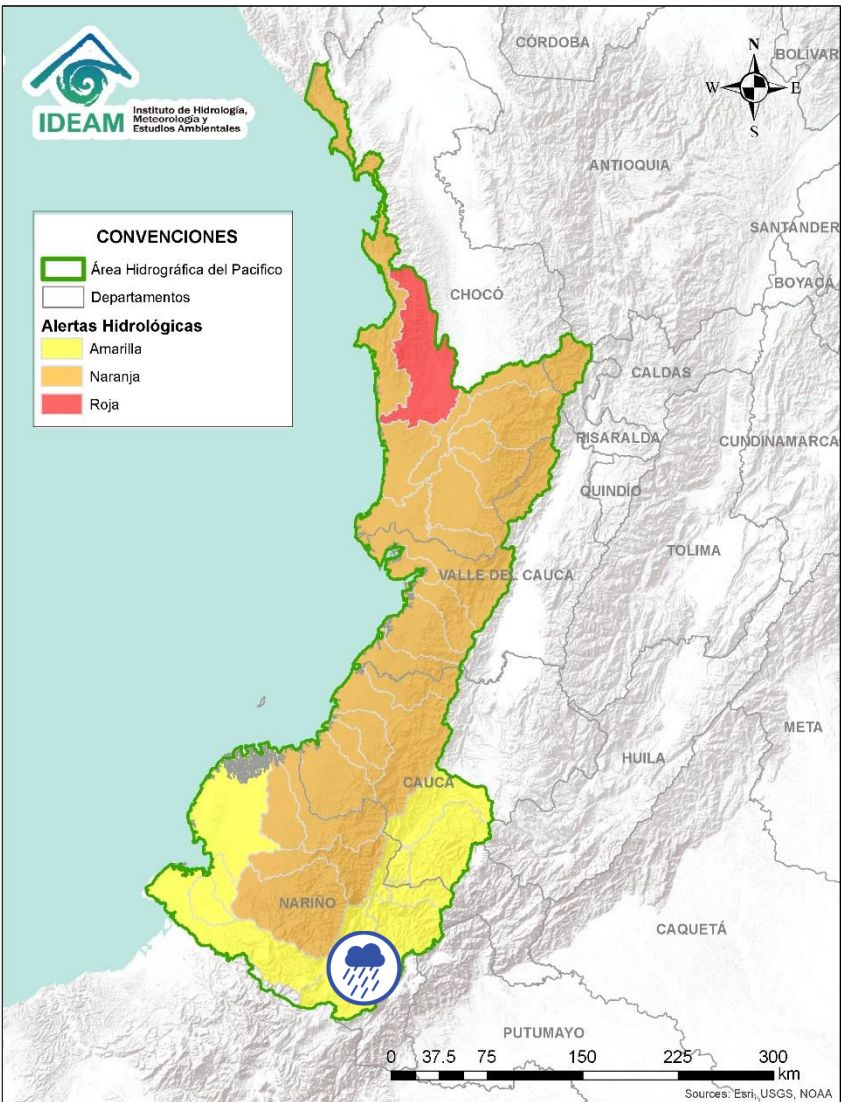 IDEAM
Instituto de Hidrología,
Meteorología y
Estudios Ambientales
N
W
E
S
CÓRDOBA
BOLÍVAR
ANTIOQUIA
SANTANDER
BOYACÁ
CHOCÓ
CONVENCIONES
Área Hidrográfica del Pacifico
Departamentos
Alertas Hidrológicas
Amarilla
Naranja
Roja
CALDAS
RISARALDA
CUNDINAMARCA
QUINDÍO
TOLIMA
VALLE DEL CAUCA
META
HUILA
CAUCA
NARIÑO
CAQUETÁ
PUTUMAYO
0 37.5 75 150 225 300
km
Sources: Esri, USGS, NOAA